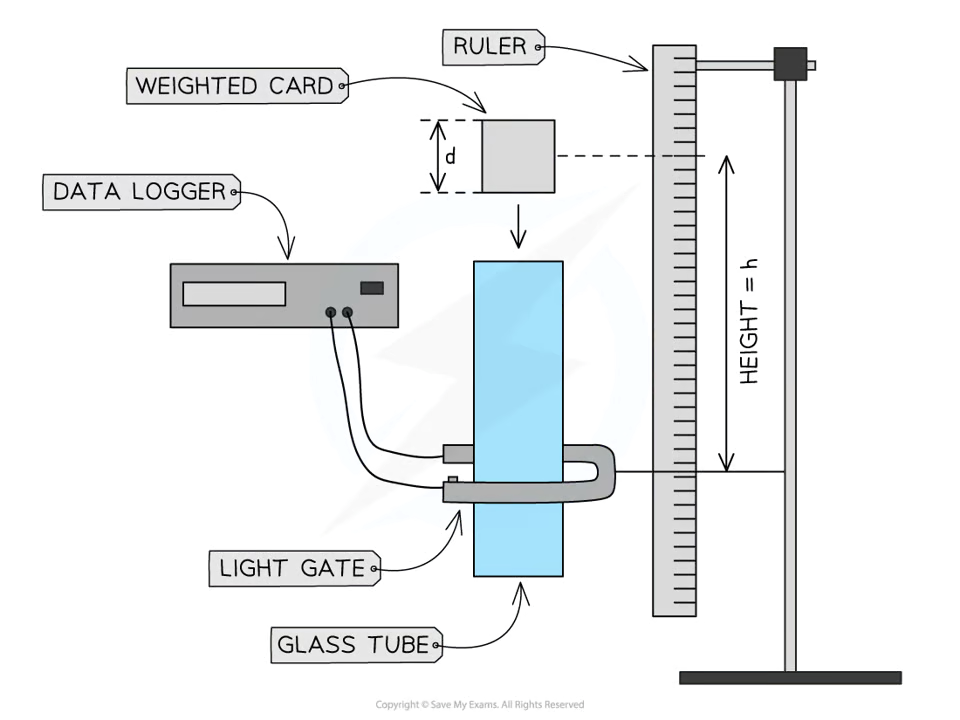 RULER
WEIGHTED CARD
d
DATA LOGGER
HEIGHT = h
LIGHT GATE
GLASS TUBE
Copyright © Save My Exams. All Rights Reserved